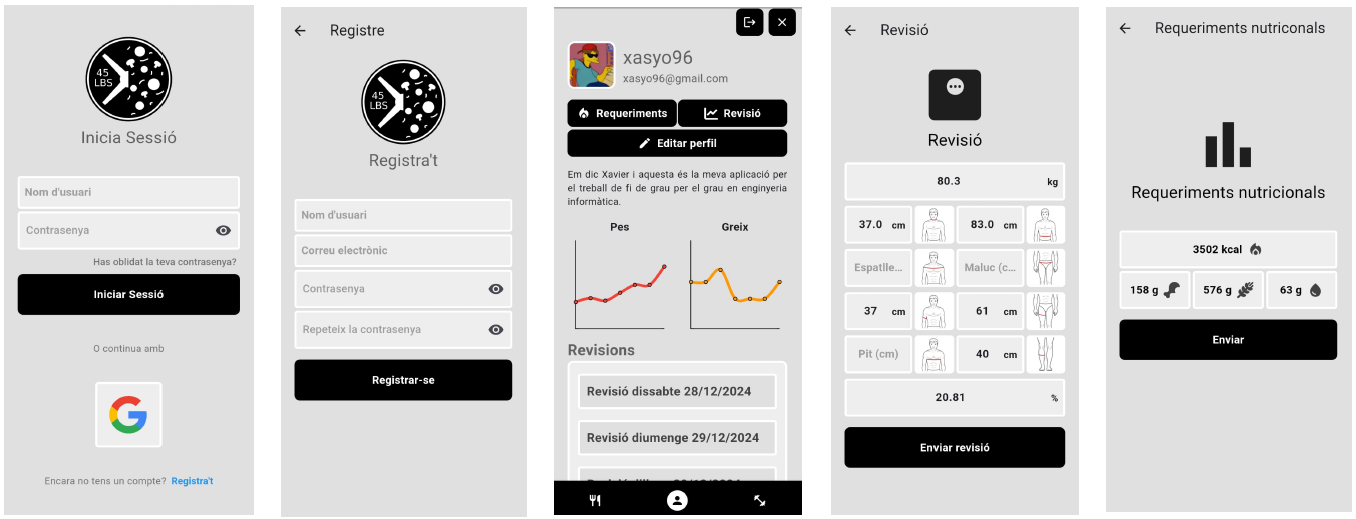 45
LBS
Inicia Sessió
Nom d'usuari
Contrasenya
Has oblidat la teva contrasenya?
Iniciar Sessió
O continua amb
Encara no tens un compte? Registra't
Registre
45
LBS
Registra't
Nom d'usuari
Correu electrònic
Contrasenya
Repeteix la contrasenya
Registrar-se
xasyo96
xasyo96@gmail.com
Requeriments
Revisió
Editar perfil
Em dic Xavier i aquesta és la meva aplicació per
el treball de fi de grau per el grau en enginyeria
informàtica.
Pes
Greix
Revisions
Revisió dissabte 28/12/2024
Revisió diumenge 29/12/2024
Revisió
Revisió
80.3 kg
37.0 cm
83.0 cm
Espatlle...
Maluc (c...
37 cm
61 cm
Pit (cm)
40 cm
20.81 %
Enviar revisió
Requeriments nutriconals
Requeriments nutricionals
3502 kcal
158 g
576 g
63 g
Enviar